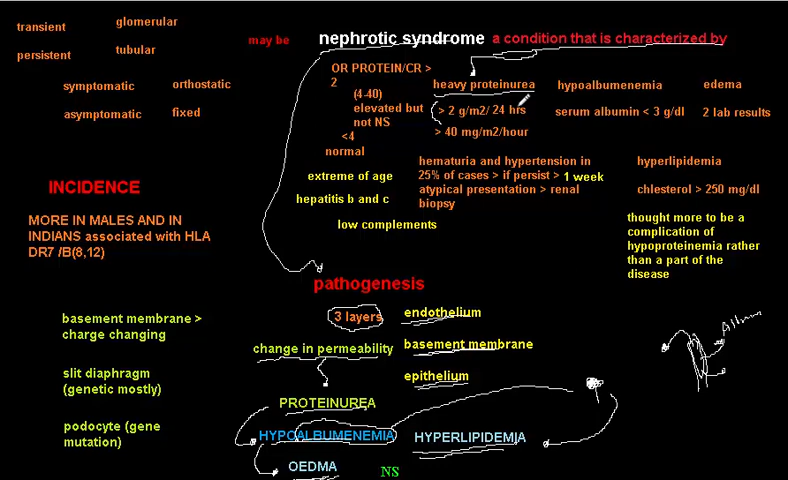 transient
glomerular
persistent
tubular
may be
nephrotic syndrome
a condition that is characterized by
symptomatic
orthostatic
asymptomatic
fixed
OR PROTEIN/CR >
2
(4-40)
elevated but
not NS
<4
normal
heavy proteinurea
> 2 g/m2/ 24 hrs
> 40 mg/m2/hour
hypoalbumenemia
serum albumin < 3 g/dl
edema
2 lab results
extreme of age
hepatitis b and c
low complements
hematuria and hypertension in
25% of cases > if persist > 1 week
atypical presentation > renal
biopsy
hyperlipidemia
chlesterol > 250 mg/dl
thought more to be a
complication of
hypoproteinemia rather
than a part of the
disease
INCIDENCE
MORE IN MALES AND IN
INDIANS associated with HLA
DR7 /B(8,12)
pathogenesis
3 layers
endothelium
basement membrane
epithelium
basement membrane >
charge changing
slit diaphragm
(genetic mostly)
podocyte (gene
mutation)
change in permeability
PROTEINUREA
HYPOALBUMENEMIA
HYPERLIPIDEMIA
OEDMA
NS